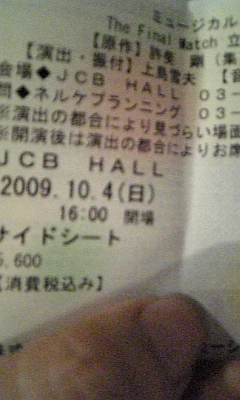 ミュージカル
The Final Match 立
【原作】許斐 剛 (集
【演出・振付】上島雪夫 【音
会場◆JCB HALL 03-
問◆ネルケプランニング 03-
※演出の都合により見づらい場面
※開演後は演出の都合によりお席
JCB HALL
2009.10.4(日)
16:00 開場
サイドシート
5,600
【消費税込み】